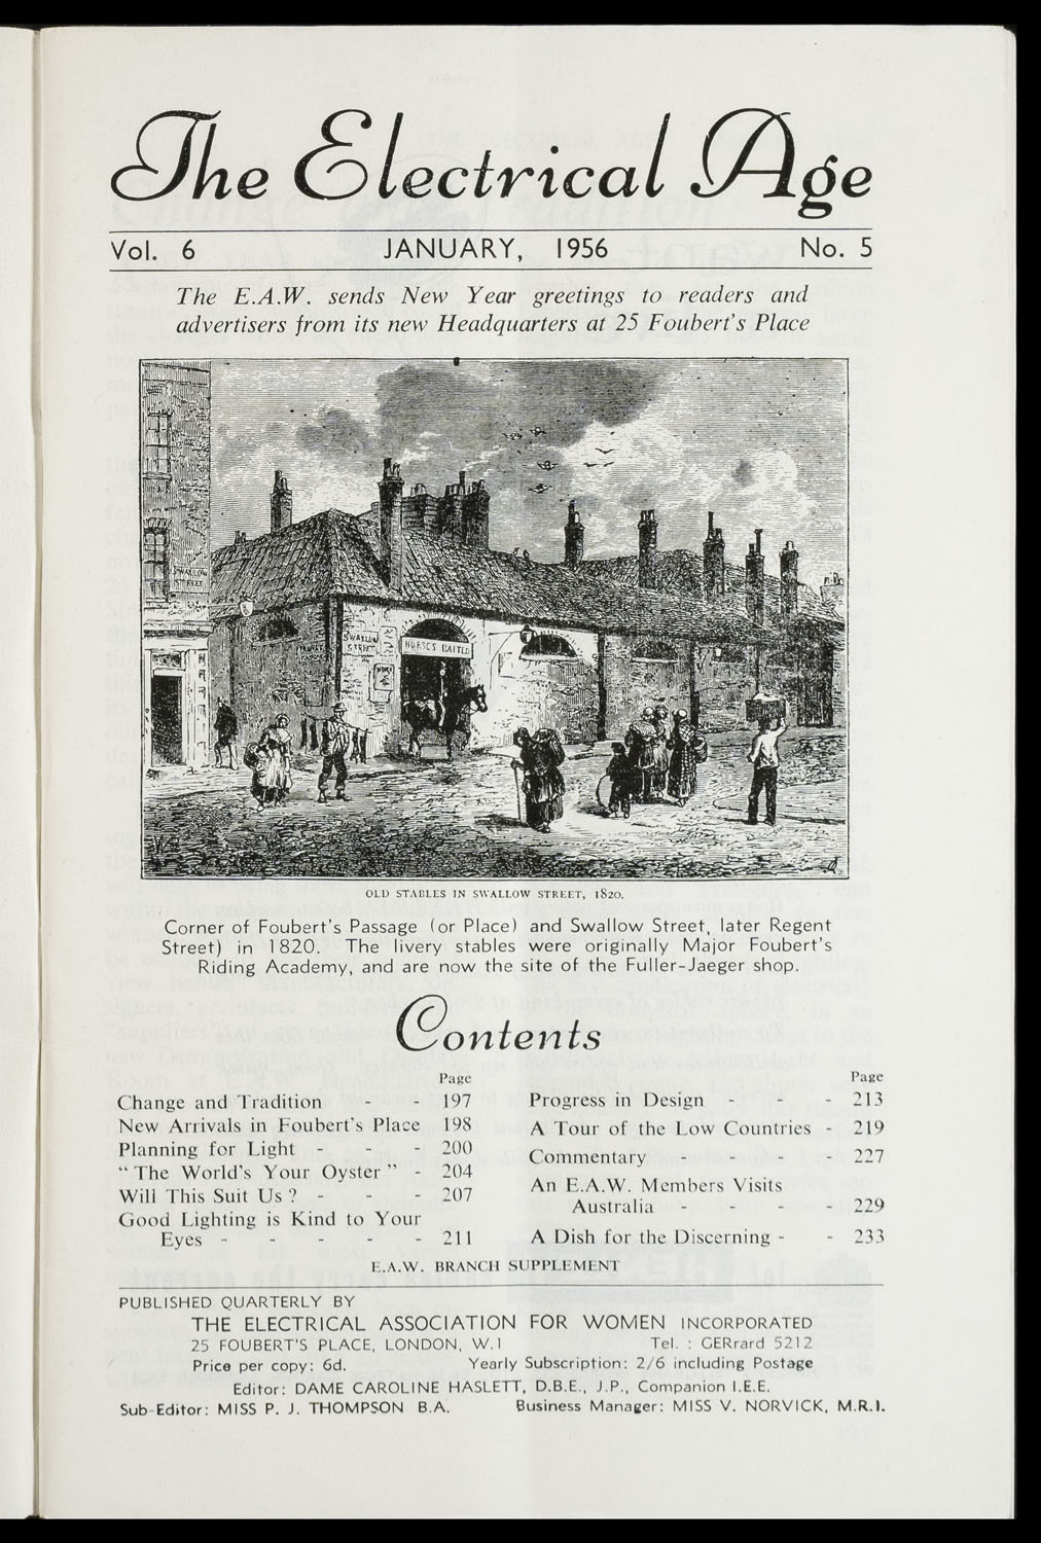 The Electrical Age
Vol. 6 JANUARY, 1956 No. 5
The E.A.W. sends New Year greetings to readers and
advertisers from its new Headquarters at 25 Foubert's Place
SWALLOW
STREET
SWALLOW
STREET
HORSES BAITED
OLD STABLES IN SWALLOW STREET, 1820.
Corner of Foubert's Passage (or Place) and Swallow Street, later Regent
Street) in 1820. The livery stables were originally Major Foubert's
Riding Academy, and are now the site of the Fuller-Jaeger shop.
Contents
Page
Change and Tradition - - 197
New Arrivals in Foubert's Place 198
Planning for Light - - - 200
"The World's Your Oyster" - 204
Will This Suit Us? - - - 207
Good Lighting is Kind to Your
Eyes - - - - - 211
Page
Progress in Design - - - 213
A Tour of the Low Countries - 219
Commentary - - - - 227
An E.A.W. Members Visits
Australia - - - - 229
A Dish for the Discerning - - 233
E.A.W. BRANCH SUPPLEMENT
PUBLISHED QUARTERLY BY
THE ELECTRICAL ASSOCIATION FOR WOMEN INCORPORATED
25 FOUBERT'S PLACE, LONDON, W.1 Tel. : GERrard 5212
Price per copy: 6d. Yearly Subscription: 2/6 including Postage
Editor: DAME CAROLINE HASLETT, D.B.E., J.P., Companion I.E.E.
Sub-Editor: MISS P. J. THOMPSON B.A. Business Manager: MISS V. NORVICK, M.R.I.